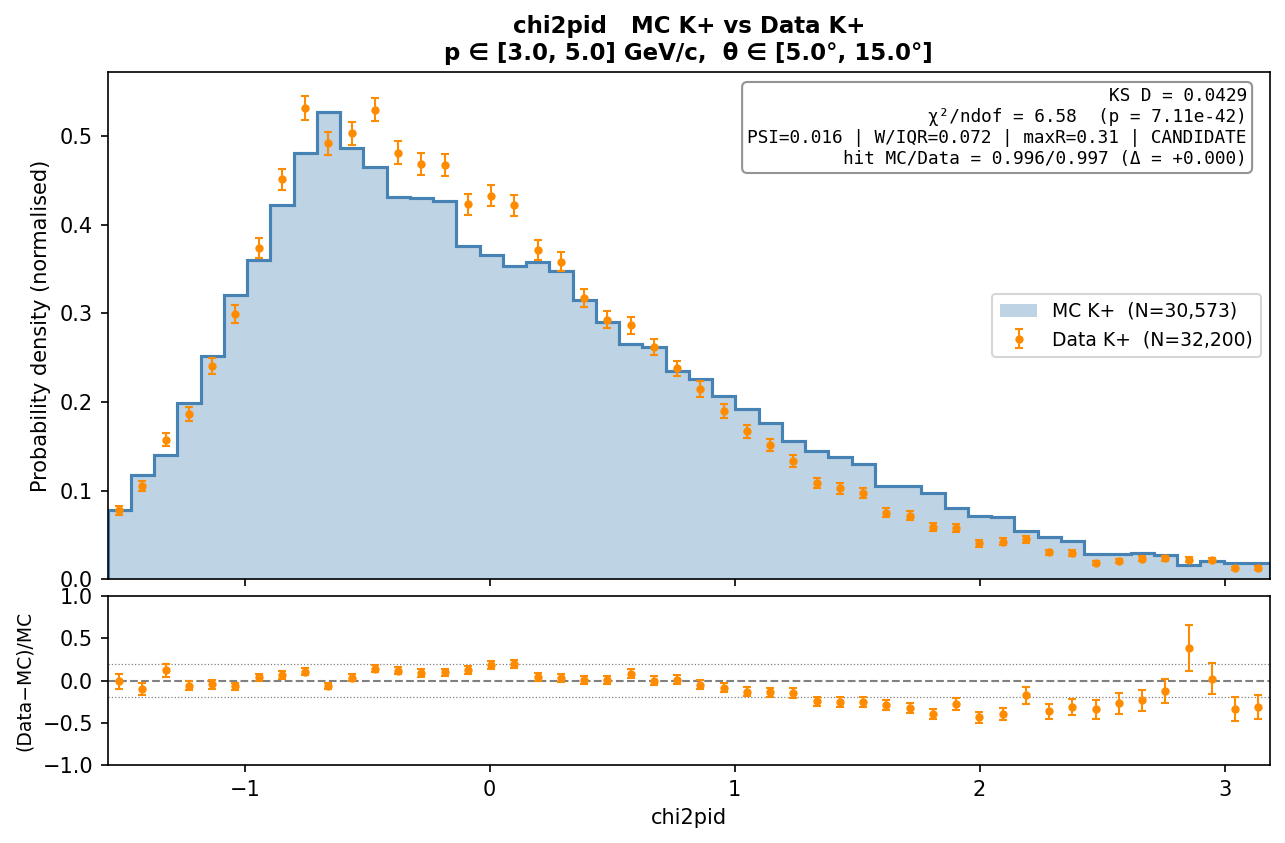 chi2pid   MC K+ vs Data K+
p ∈ [3.0, 5.0] GeV/c,  θ ∈ [5.0°, 15.0°]
KS D = 0.0429
χ²/ndof = 6.58  (p = 7.11e-42)
PSI=0.016 | W/IQR=0.072 | maxR=0.31 | CANDIDATE
hit MC/Data = 0.996/0.997 (Δ = +0.000)
MC K+  (N=30,573)
Data K+  (N=32,200)
Probability density (normalised)
0.5
0.4
0.3
0.2
0.1
0.0
(Data−MC)/MC
1.0
0.5
0.0
−0.5
−1.0
−1
0
1
2
3
chi2pid